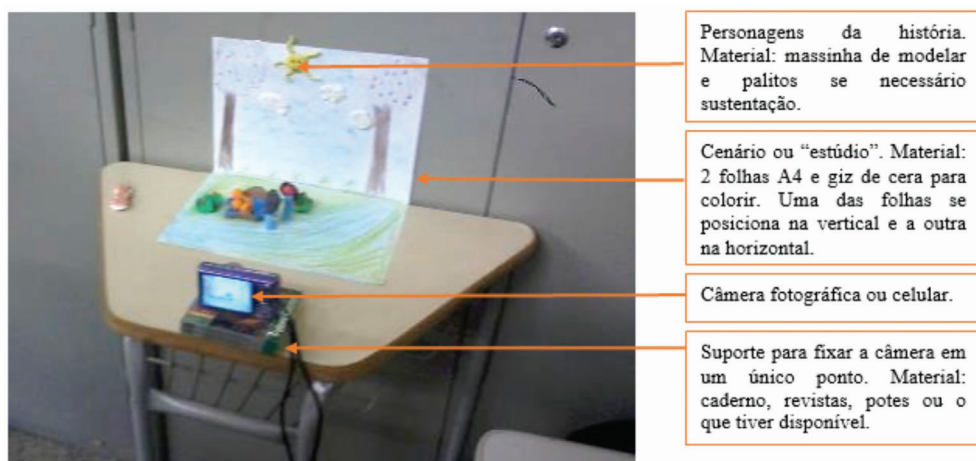 Personagens da história.
Material: massinha de modelar
e palitos se necessário
sustentação.
Cenário ou “estúdio”. Material:
2 folhas A4 e giz de cera para
colorir. Uma das folhas se
posiciona na vertical e a outra
na horizontal.
Câmera fotográfica ou celular.
Suporte para fixar a câmera em
um único ponto. Material:
caderno, revistas, potes ou o
que tiver disponível.